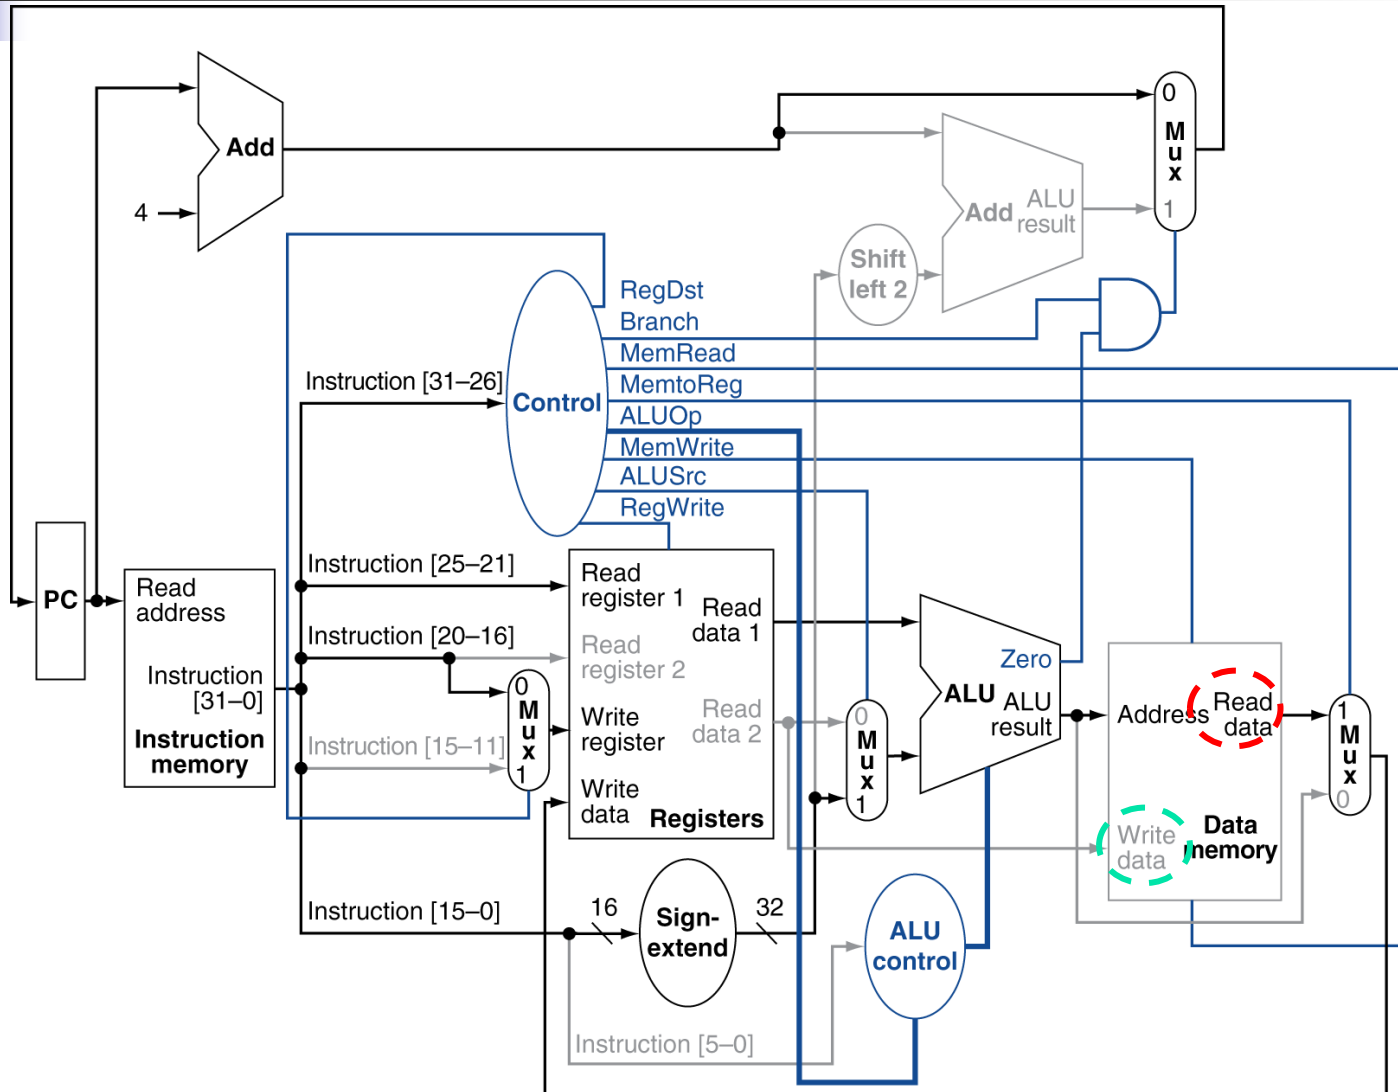 0
M
u
x
1
Add
4
Add
ALU
result
Shift
left 2
RegDst
Branch
MemRead
MemtoReg
ALUOp
MemWrite
ALUSrc
RegWrite
Instruction [31–26]
Control
PC
Read
address
Instruction
[31–0]
Instruction
memory
Instruction [25–21]
Instruction [20–16]
Instruction [15–11]
0
M
u
x
1
Read
register 1
Read
register 2
Write
register
Write
data
Read
data 1
Read
data 2
Registers
0
M
u
x
1
Zero
ALU
ALU
result
Address
Read
data
Write
data
Data
memory
1
M
u
x
0
Instruction [15–0]
16
Sign-
extend
32
ALU
control
Instruction [5–0]